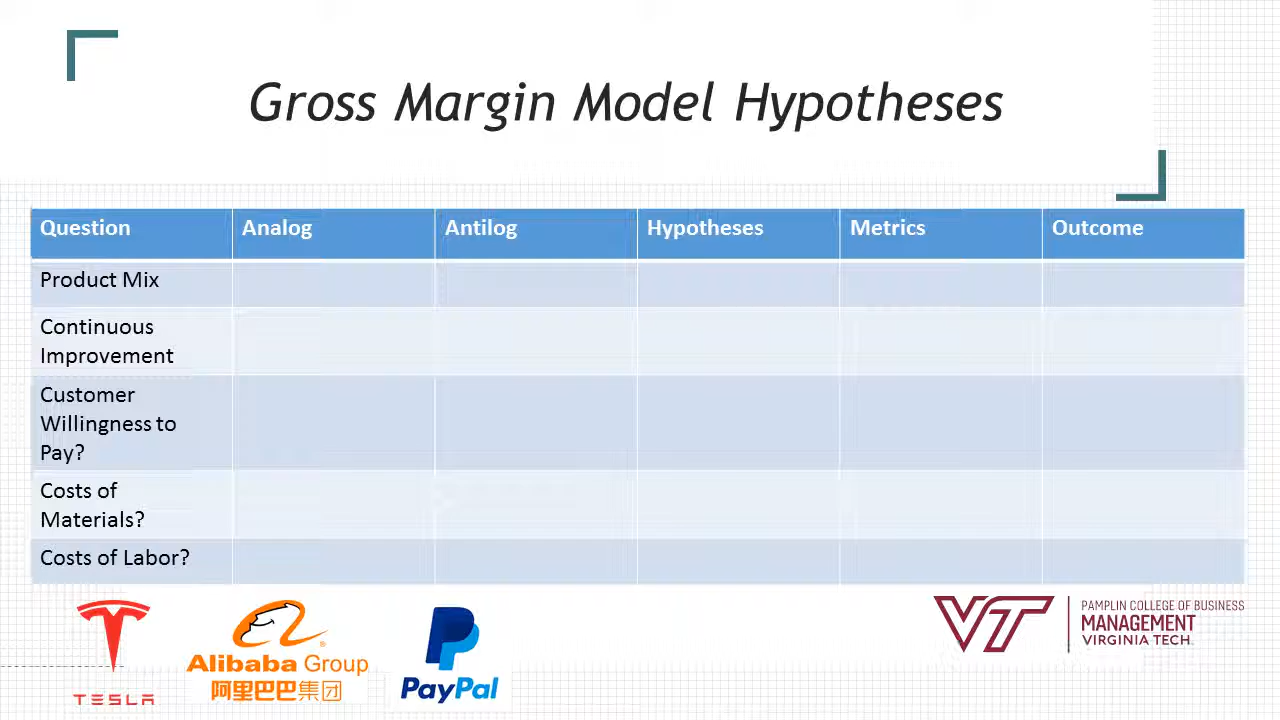 Gross Margin Model Hypotheses
Question Analog Antilog Hypotheses Metrics Outcome
Product Mix
Continuous
Improvement
Customer
Willingness to
Pay?
Costs of
Materials?
Costs of Labor?
TESLA
Alibaba Group
阿里巴巴集团
PayPal
VT
PAMPLIN COLLEGE OF BUSINESS
MANAGEMENT
VIRGINIA TECH.